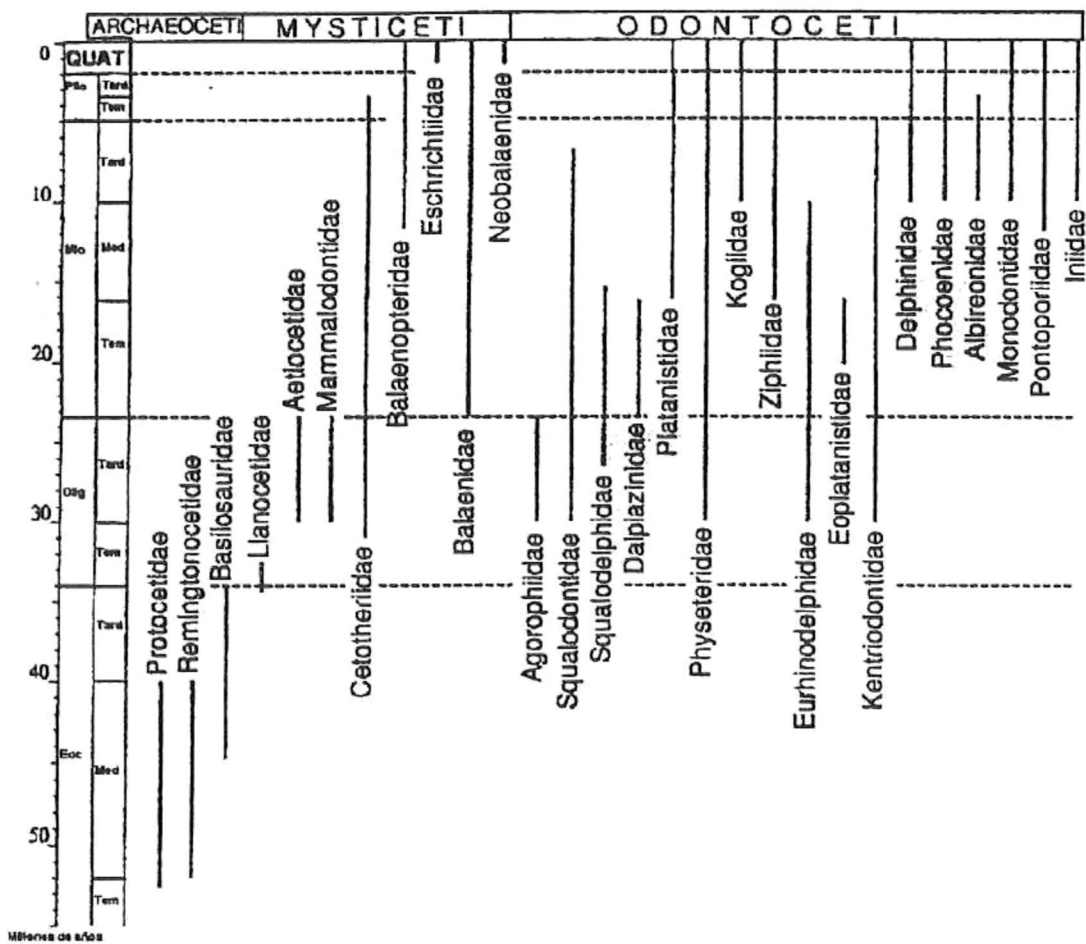 ARCHAEOCETI MYSTICETI ODONTOCETI
0
QUAT
Plio
Tard
Tem
Tard
10
Mio
Med
Tem
20
Tard
Olig
30
Tem
Tard
40
Eoc
Med
50
Tem
Millones de años
Protocetidae
Remingtonocetidae
Basilosauridae
Llanocetidae
Aetiocetidae
Mammalodontidae
Cetotheriidae
Balaenopteridae
Eschrichtiidae
Balaenidae
Neobalaenidae
Agorophiidae
Squalodontidae
Squalodelphidae
Dalpiazinidae
Platanistidae
Physeteridae
Kogiidae
Ziphiidae
Eurhinodelphidae
Eoplatanistidae
Kentriodontidae
Delphinidae
Phocoenidae
Albireonidae
Monodontidae
Pontoporiidae
Iniidae